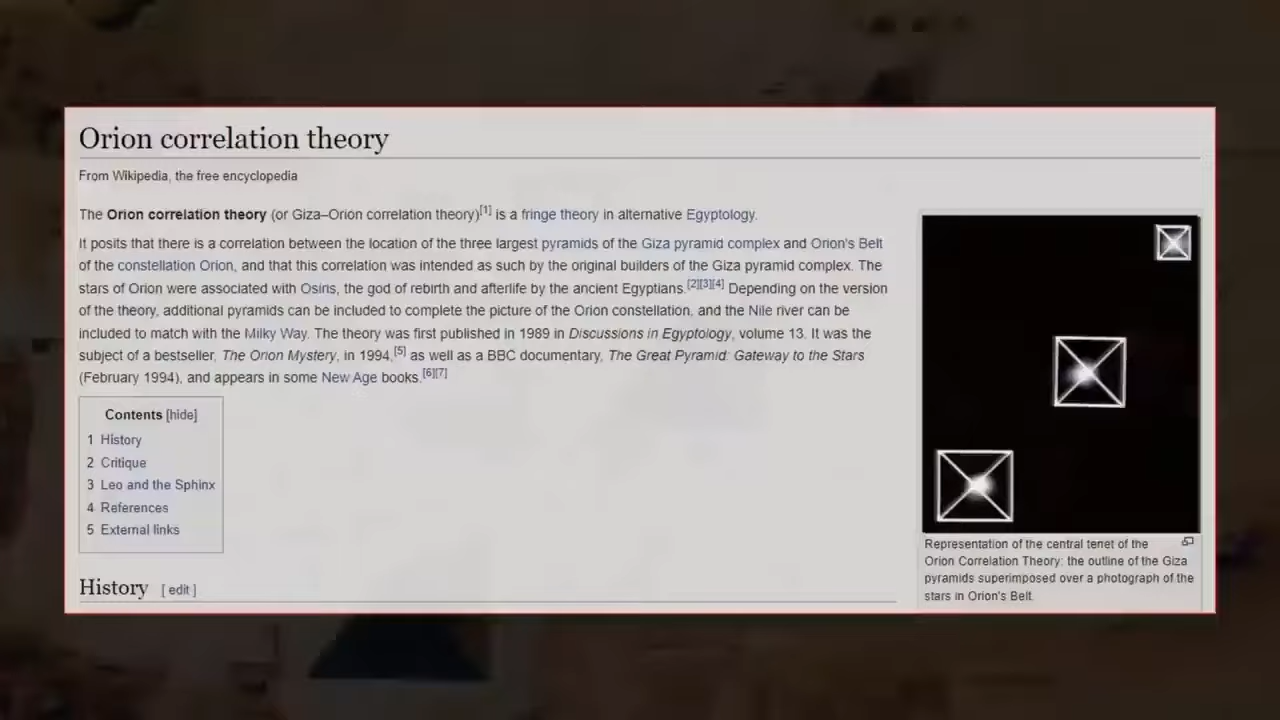 Orion correlation theory
From Wikipedia, the free encyclopedia
The Orion correlation theory (or Giza–Orion correlation theory)[1] is a fringe theory in alternative Egyptology.
It posits that there is a correlation between the location of the three largest pyramids of the Giza pyramid complex and Orion's Belt
of the constellation Orion, and that this correlation was intended as such by the original builders of the Giza pyramid complex. The
stars of Orion were associated with Osiris, the god of rebirth and afterlife by the ancient Egyptians.[2][3][4] Depending on the version
of the theory, additional pyramids can be included to complete the picture of the Orion constellation, and the Nile river can be
included to match with the Milky Way. The theory was first published in 1989 in Discussions in Egyptology, volume 13. It was the
subject of a bestseller, The Orion Mystery, in 1994,[5] as well as a BBC documentary, The Great Pyramid: Gateway to the Stars
(February 1994), and appears in some New Age books.[6][7]
Contents [hide]
1 History
2 Critique
3 Leo and the Sphinx
4 References
5 External links
History [ edit ]
Representation of the central tenet of the
Orion Correlation Theory: the outline of the Giza
pyramids superimposed over a photograph of the
stars in Orion's Belt.